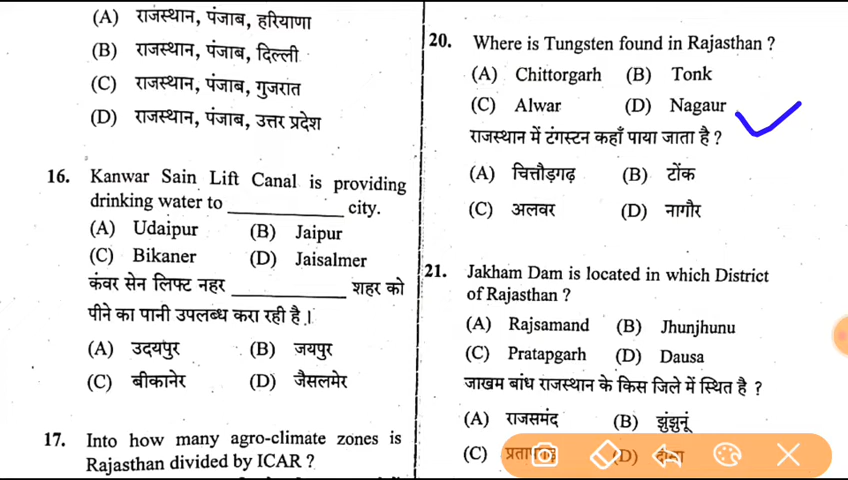 (A) राजस्थान, पंजाब, हरियाणा
(B) राजस्थान, पंजाब, दिल्ली
(C) राजस्थान, पंजाब, गुजरात
(D) राजस्थान, पंजाब, उत्तर प्रदेश
16. Kanwar Sain Lift Canal is providing
drinking water to ____________ city.
(A) Udaipur (B) Jaipur
(C) Bikaner (D) Jaisalmer
कंवर सेन लिफ्ट नहर ____________ शहर को
पीने का पानी उपलब्ध करा रही है।
(A) उदयपुर (B) जयपुर
(C) बीकानेर (D) जैसलमेर
17. Into how many agro-climate zones is
Rajasthan divided by ICAR ?
20. Where is Tungsten found in Rajasthan ?
(A) Chittorgarh (B) Tonk
(C) Alwar (D) Nagaur
राजस्थान में टंगस्टन कहाँ पाया जाता है ?
(A) चित्तौड़गढ़ (B) टोंक
(C) अलवर (D) नागौर
21. Jakham Dam is located in which District
of Rajasthan ?
(A) Rajsamand (B) Jhunjhunu
(C) Pratapgarh (D) Dausa
जाखम बांध राजस्थान के किस जिले में स्थित है ?
(A) राजसमंद (B) झुंझुनूं
(C) (D)